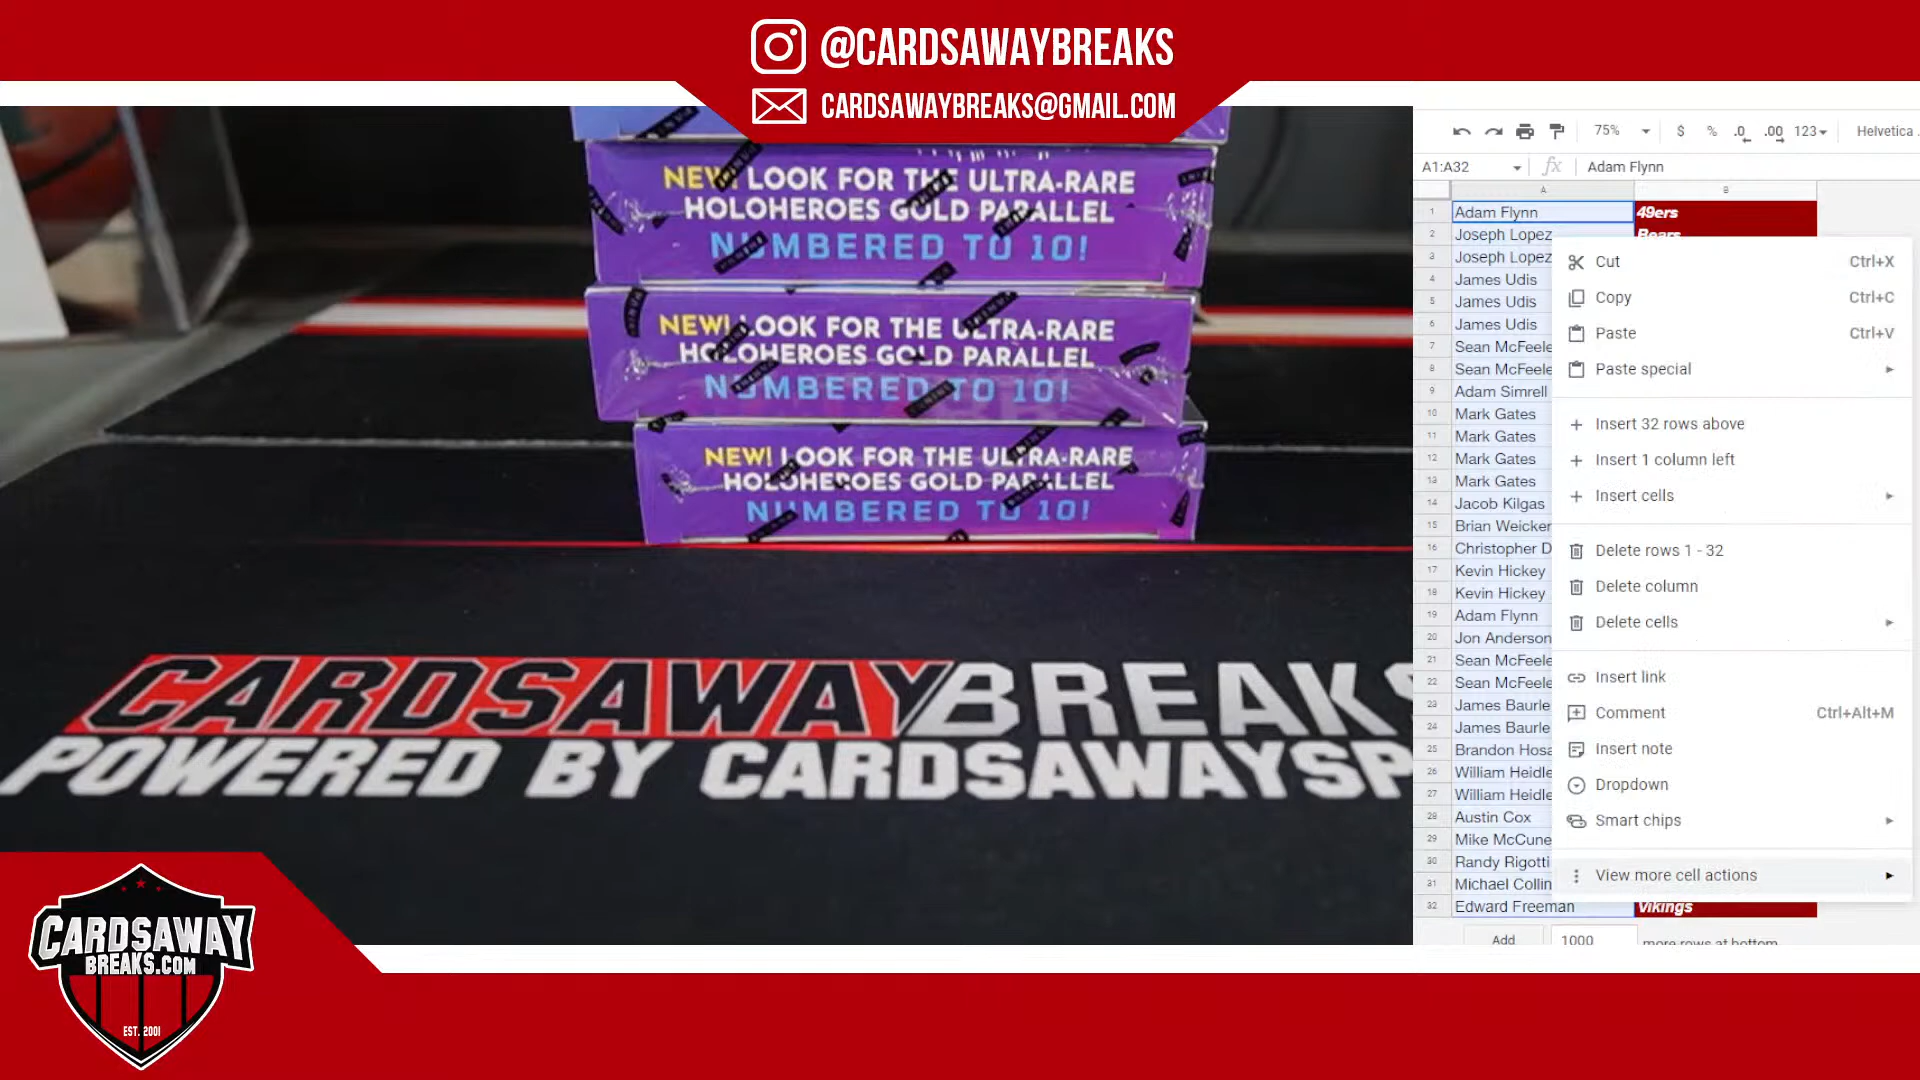 @CARDSAWAYBREAKS
CARDSAWAYBREAKS@GMAIL.COM
NEW! LOOK FOR THE ULTRA-RARE
HOLOHEROES GOLD PARALLEL
NUMBERED TO 10!
NEW! LOOK FOR THE ULTRA-RARE
HOLOHEROES GOLD PARALLEL
NUMBERED TO 10!
NEW! LOOK FOR THE ULTRA-RARE
HOLOHEROES GOLD PARALLEL
NUMBERED TO 10!
CARDSAWAYBREAKS
POWERED BY CARDSAWAYSP
CARDSAWAY
BREAKS.COM
EST. 2001
75% $ % .0 .00 123 Helvetica
A1:A32 fx Adam Flynn
A B
1 Adam Flynn 49ers
2 Joseph Lopez Bears
3 Joseph Lopez
4 James Udis
5 James Udis
6 James Udis
7 Sean McFeele
8 Sean McFeele
9 Adam Simrell
10 Mark Gates
11 Mark Gates
12 Mark Gates
13 Mark Gates
14 Jacob Kilgas
15 Brian Weicker
16 Christopher D
17 Kevin Hickey
18 Kevin Hickey
19 Adam Flynn
20 Jon Anderson
21 Sean McFeele
22 Sean McFeele
23 James Baurle
24 James Baurle
25 Brandon Hosa
26 William Heidle
27 William Heidle
28 Austin Cox
29 Mike McCune
30 Randy Rigotti
31 Michael Collin
32 Edward Freeman Vikings
Add 1000 more rows at bottom
Cut Ctrl+X
Copy Ctrl+C
Paste Ctrl+V
Paste special
Insert 32 rows above
Insert 1 column left
Insert cells
Delete rows 1 - 32
Delete column
Delete cells
Insert link
Comment Ctrl+Alt+M
Insert note
Dropdown
Smart chips
View more cell actions